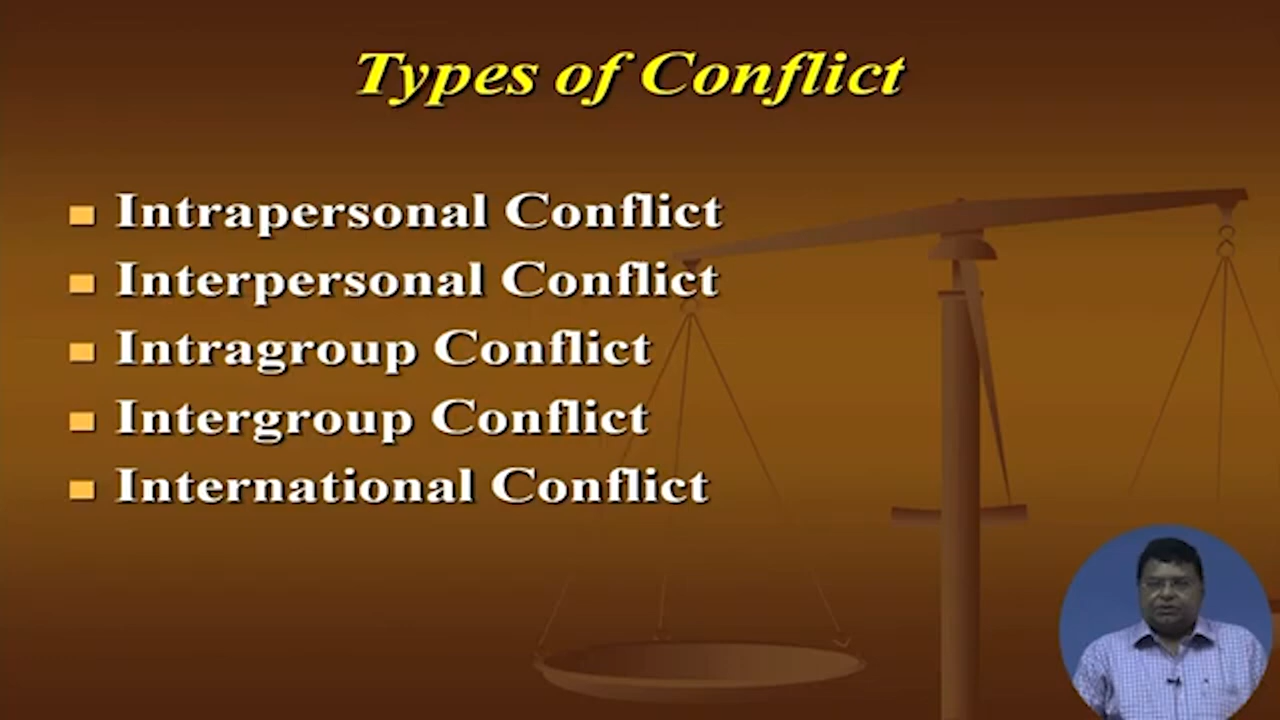 Types of Conflict
Intrapersonal Conflict
Interpersonal Conflict
Intragroup Conflict
Intergroup Conflict
International Conflict